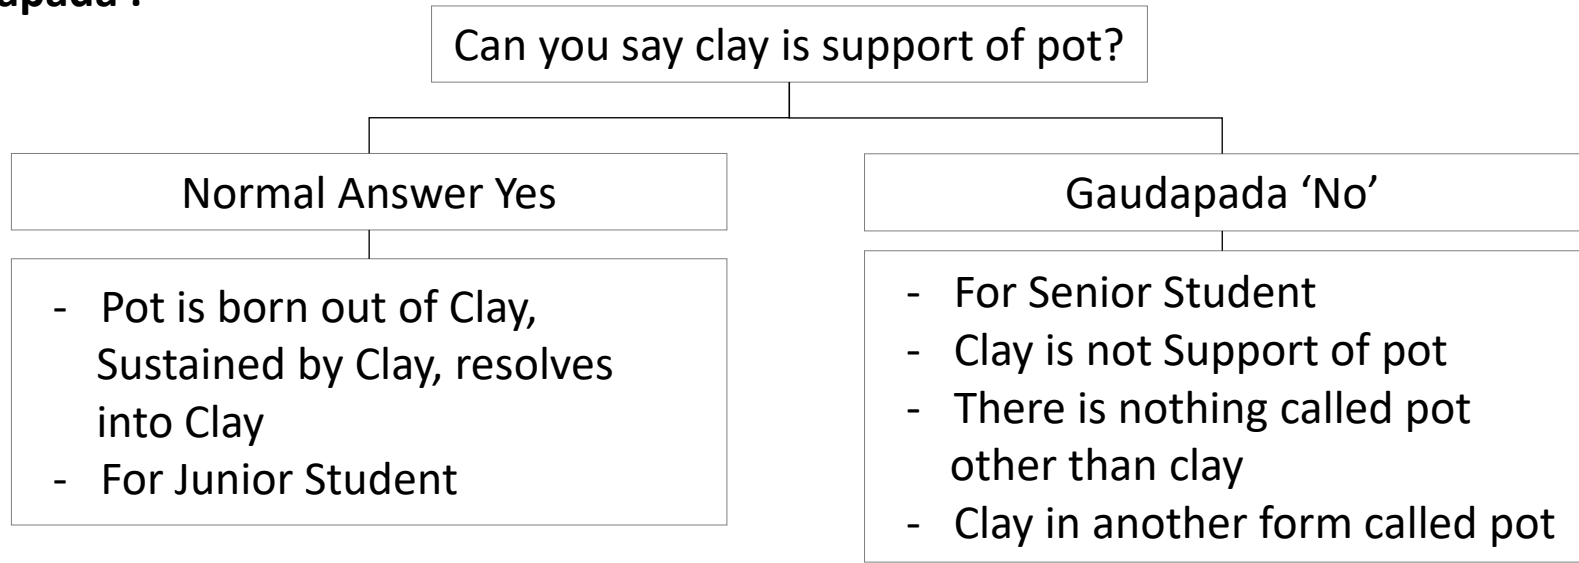 Can you say clay is support of pot?
Normal Answer Yes
- Pot is born out of Clay,
Sustained by Clay, resolves
into Clay
- For Junior Student
Gaudapada ‘No’
- For Senior Student
- Clay is not Support of pot
- There is nothing called pot
other than clay
- Clay in another form called pot